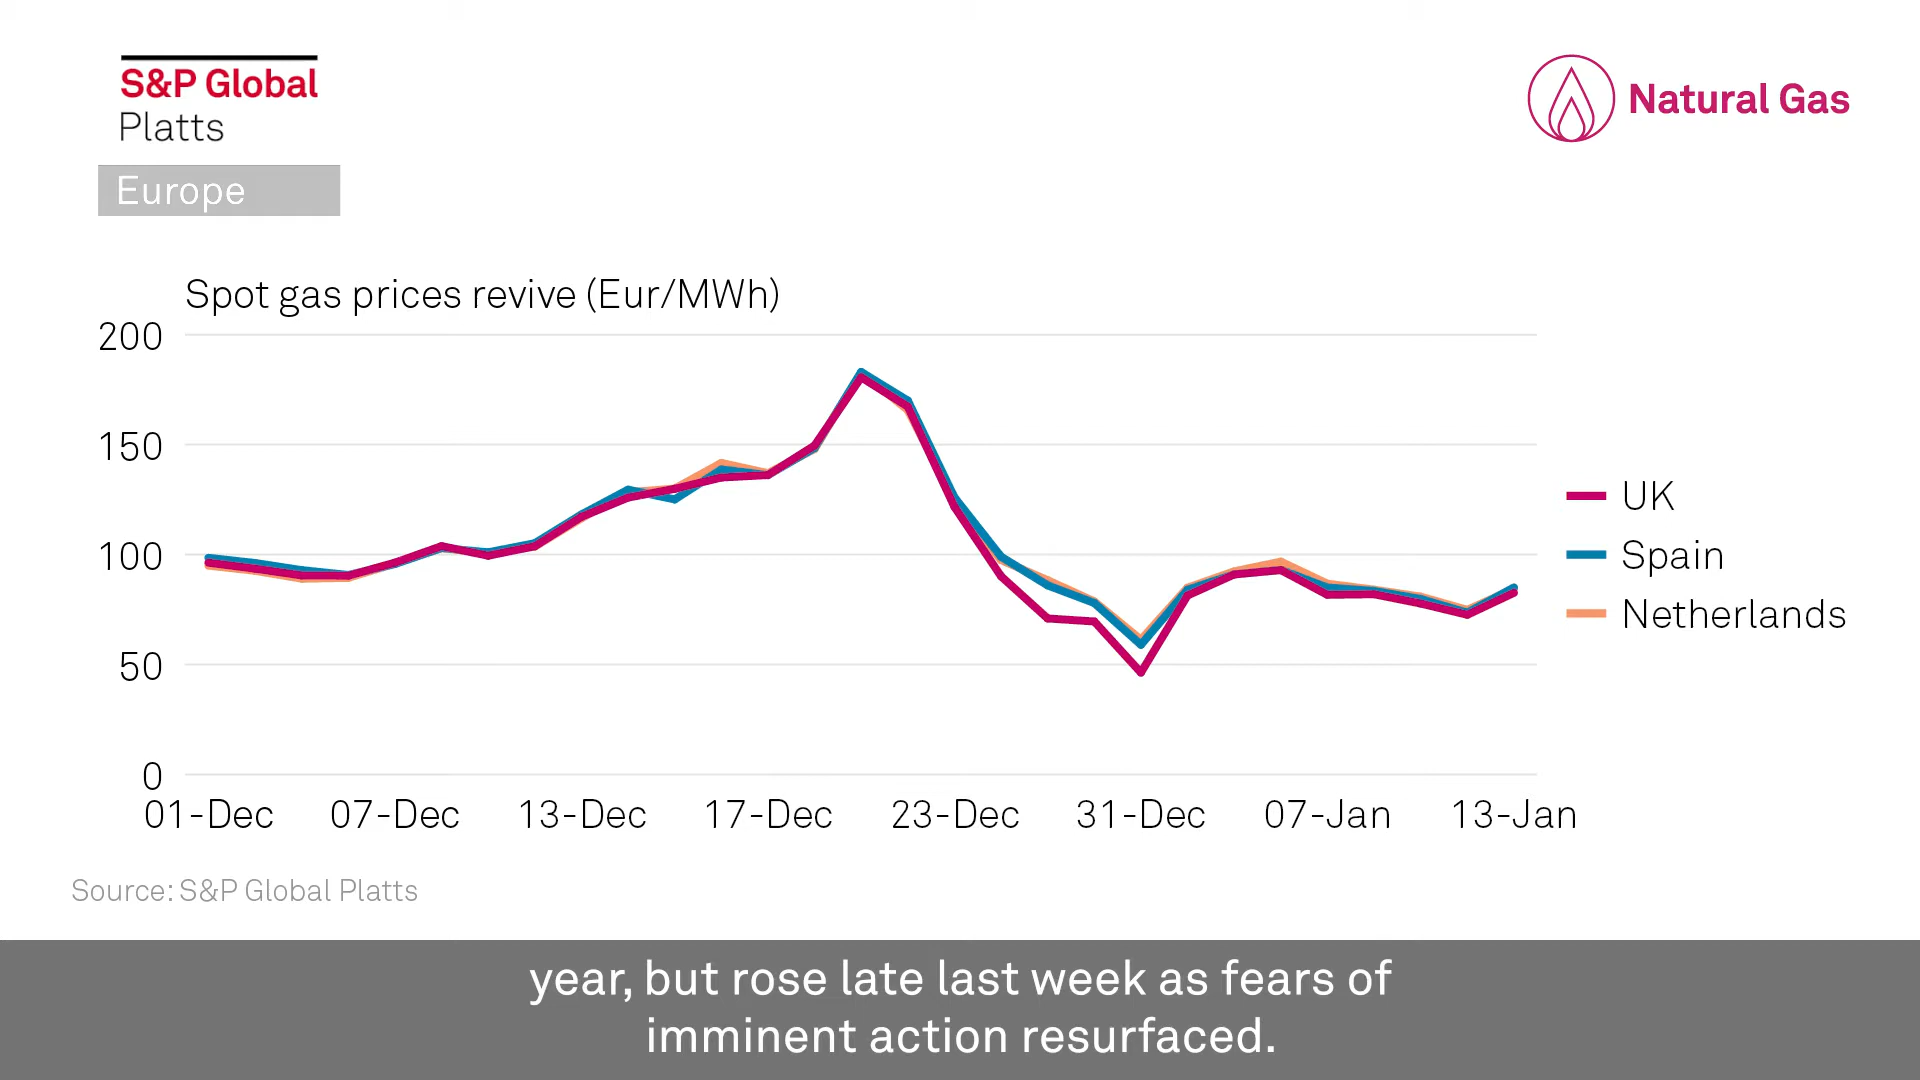 S&P Global
Platts
Natural Gas
Europe
Spot gas prices revive (Eur/MWh)
200
150
100
50
0
01-Dec 07-Dec 13-Dec 17-Dec 23-Dec 31-Dec 07-Jan 13-Jan
UK
Spain
Netherlands
Source: S&P Global Platts
year, but rose late last week as fears of
imminent action resurfaced.